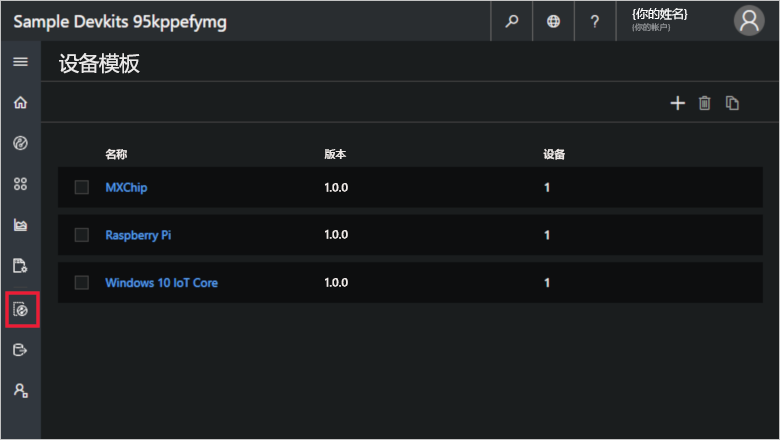 Sample Devkits 95kppefymg
?
{你的姓名}
{你的帐户}
设备模板
名称 版本 设备
MXChip 1.0.0 1
Raspberry Pi 1.0.0 1
Windows 10 IoT Core 1.0.0 1